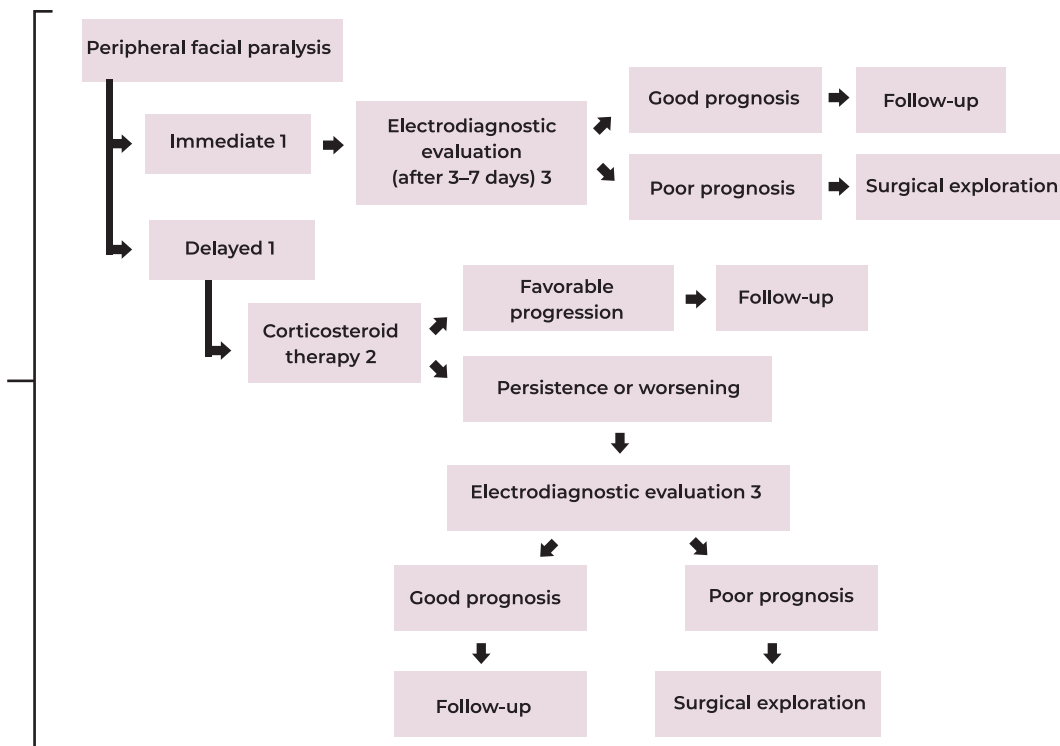 Peripheral facial paralysis
Immediate 1
Electrodiagnostic
evaluation
(after 3–7 days) 3
Good prognosis
Follow-up
Poor prognosis
Surgical exploration
Delayed 1
Corticosteroid
therapy 2
Favorable
progression
Follow-up
Persistence or worsening
Electrodiagnostic evaluation 3
Good prognosis
Poor prognosis
Follow-up
Surgical exploration